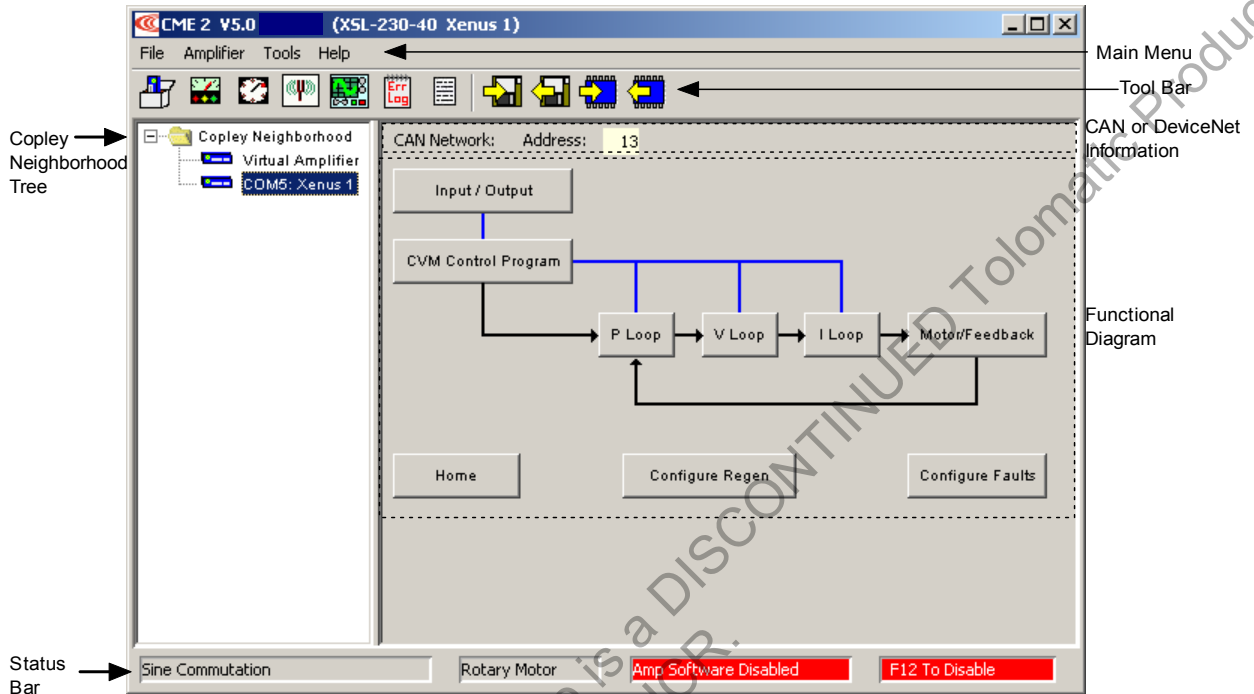 CME 2 V5.0 (XSL-230-40 Xenus 1)
File Amplifier Tools Help
Main Menu
Err Log
Tool Bar
Copley Neighborhood Tree
Copley Neighborhood
Virtual Amplifier
COM5: Xenus 1
CAN Network: Address: 13
CAN or DeviceNet Information
Input / Output
CVM Control Program
P Loop
V Loop
I Loop
Motor/Feedback
Functional Diagram
Home
Configure Regen
Configure Faults
Status Bar
Sine Commutation
Rotary Motor
Amp Software Disabled
F12 To Disable
is a DISCONTINUED Tolomatic Produc